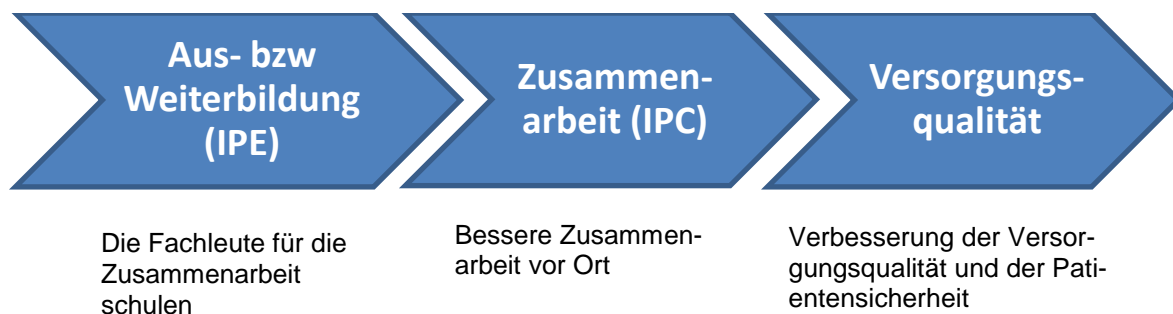 Aus- bzw
Weiterbildung
(IPE)
Zusammen-
arbeit (IPC)
Versorgungs-
qualität
Die Fachleute für die
Zusammenarbeit
schulen
Bessere Zusammen-
arbeit vor Ort
Verbesserung der Versor-
gungsqualität und der Pati-
entensicherheit